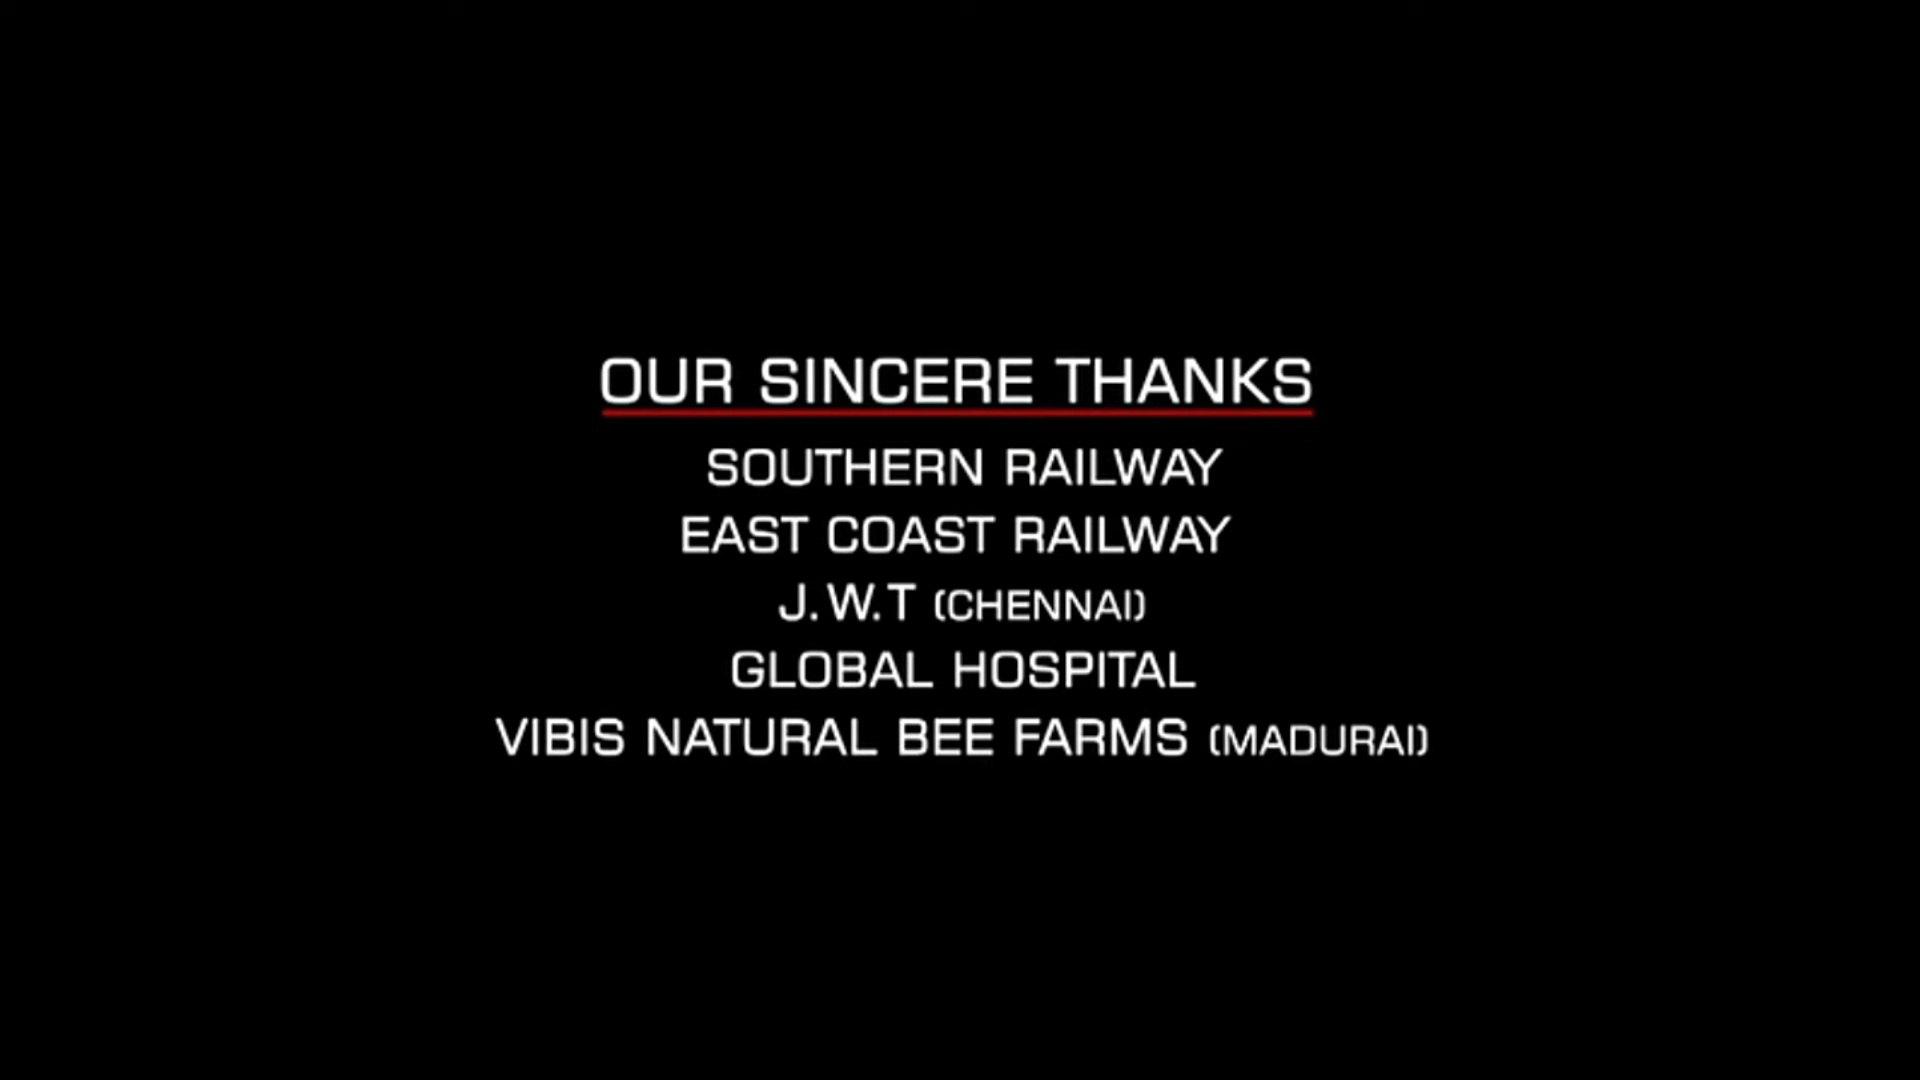 OUR SINCERE THANKS
SOUTHERN RAILWAY
EAST COAST RAILWAY
J.W.T (CHENNAI)
GLOBAL HOSPITAL
VIBIS NATURAL BEE FARMS (MADURAI)